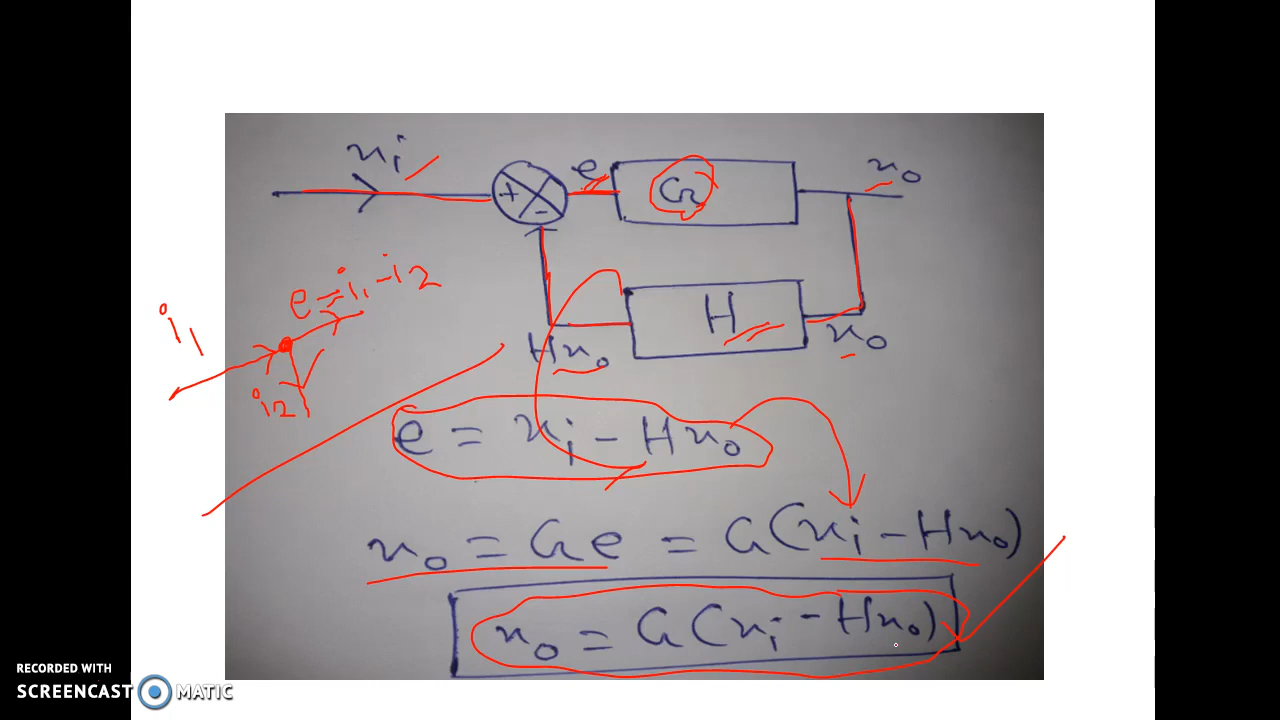 xi
e
G
xo
+
-
e = i1 - i2
i1
H
xo
Hxo
i2
e = xi - Hxo
xo = Ge = G(xi - Hxo)
xo = G(xi - Hxo)
RECORDED WITH
SCREENCAST MATIC